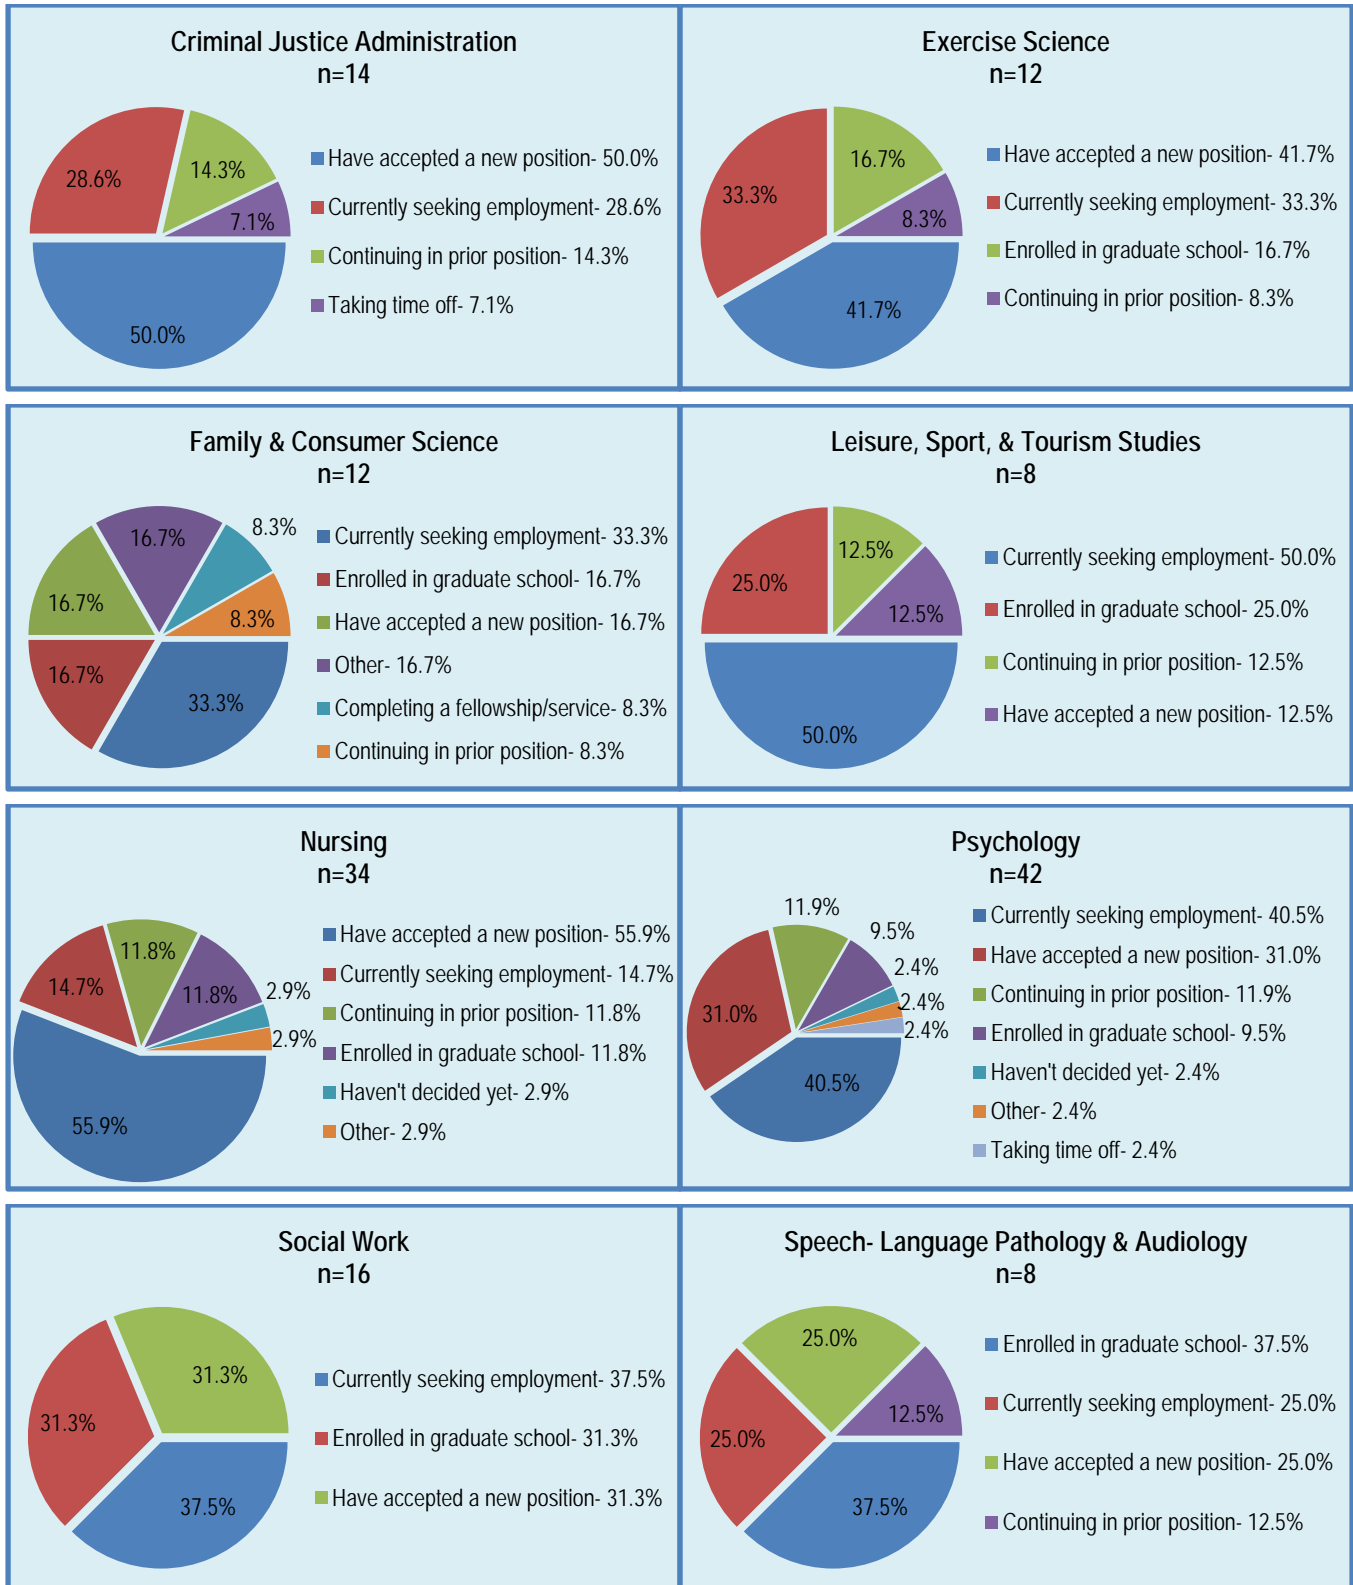 Criminal Justice Administration
n=14
28.6%
14.3%
7.1%
50.0%
Have accepted a new position- 50.0%
Currently seeking employment- 28.6%
Continuing in prior position- 14.3%
Taking time off- 7.1%
Exercise Science
n=12
33.3%
16.7%
8.3%
41.7%
Have accepted a new position- 41.7%
Currently seeking employment- 33.3%
Enrolled in graduate school- 16.7%
Continuing in prior position- 8.3%
Family & Consumer Science
n=12
16.7%
8.3%
16.7%
8.3%
16.7%
33.3%
Currently seeking employment- 33.3%
Enrolled in graduate school- 16.7%
Have accepted a new position- 16.7%
Other- 16.7%
Completing a fellowship/service- 8.3%
Continuing in prior position- 8.3%
Leisure, Sport, & Tourism Studies
n=8
25.0%
12.5%
12.5%
50.0%
Currently seeking employment- 50.0%
Enrolled in graduate school- 25.0%
Continuing in prior position- 12.5%
Have accepted a new position- 12.5%
Nursing
n=34
14.7%
11.8%
11.8%
2.9%
2.9%
55.9%
Have accepted a new position- 55.9%
Currently seeking employment- 14.7%
Continuing in prior position- 11.8%
Enrolled in graduate school- 11.8%
Haven't decided yet- 2.9%
Other- 2.9%
Psychology
n=42
11.9%
9.5%
2.4%
31.0%
2.4%
2.4%
40.5%
Currently seeking employment- 40.5%
Have accepted a new position- 31.0%
Continuing in prior position- 11.9%
Enrolled in graduate school- 9.5%
Haven't decided yet- 2.4%
Other- 2.4%
Taking time off- 2.4%
Social Work
n=16
31.3%
31.3%
37.5%
Currently seeking employment- 37.5%
Enrolled in graduate school- 31.3%
Have accepted a new position- 31.3%
Speech- Language Pathology & Audiology
n=8
25.0%
12.5%
25.0%
37.5%
Enrolled in graduate school- 37.5%
Currently seeking employment- 25.0%
Have accepted a new position- 25.0%
Continuing in prior position- 12.5%